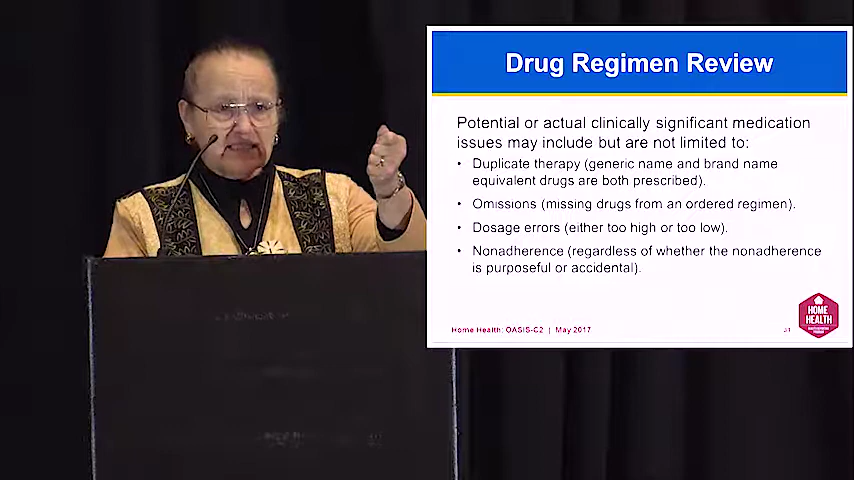 Drug Regimen Review
Potential or actual clinically significant medication
issues may include but are not limited to:
• Duplicate therapy (generic name and brand name
equivalent drugs are both prescribed).
• Omissions (missing drugs from an ordered regimen).
• Dosage errors (either too high or too low).
• Nonadherence (regardless of whether the nonadherence
is purposeful or accidental).
HOME
HEALTH
Home Health: OASIS-C2 | May 2017